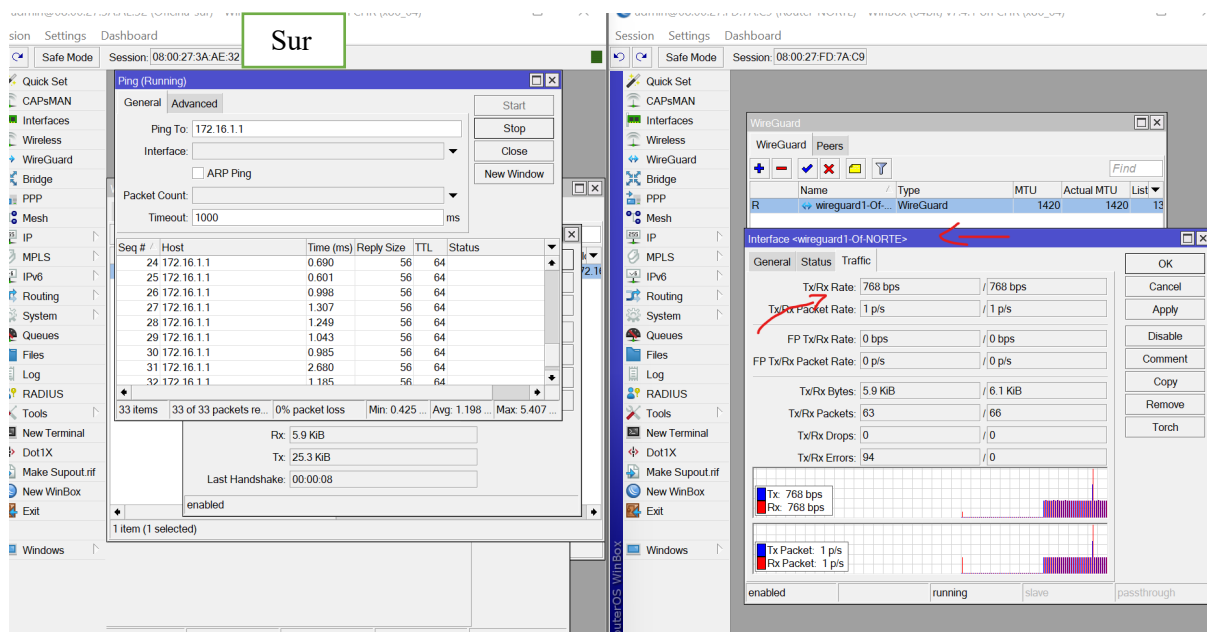 Sur
Session Settings Dashboard
Safe Mode Session: 08:00:27:3A:AE:32
Quick Set
CAPsMAN
Interfaces
Wireless
WireGuard
Bridge
PPP
Mesh
IP
MPLS
IPv6
Routing
System
Queues
Files
Log
RADIUS
Tools
New Terminal
Dot1X
Make Supout.rif
New WinBox
Exit
Windows
Ping (Running)
General Advanced
Ping To: 172.16.1.1
Interface:
ARP Ping
Packet Count:
Timeout: 1000 ms
Start
Stop
Close
New Window
Seq # Host Time (ms) Reply Size TTL Status
24 172.16.1.1 0.690 56 64
25 172.16.1.1 0.601 56 64
26 172.16.1.1 0.998 56 64
27 172.16.1.1 1.307 56 64
28 172.16.1.1 1.249 56 64
29 172.16.1.1 1.043 56 64
30 172.16.1.1 0.985 56 64
31 172.16.1.1 2.680 56 64
32 172.16.1.1 1.185 56 64
33 items 33 of 33 packets re... 0% packet loss Min: 0.425 ... Avg: 1.198 ... Max: 5.407 ...
Rx: 5.9 KiB
Tx: 25.3 KiB
Last Handshake: 00:00:08
enabled
1 item (1 selected)
Session Settings Dashboard
Safe Mode Session: 08:00:27:FD:7A:C9
Quick Set
CAPsMAN
Interfaces
Wireless
WireGuard
Bridge
PPP
Mesh
IP
MPLS
IPv6
Routing
System
Queues
Files
Log
RADIUS
Tools
New Terminal
Dot1X
Make Supout.rif
New WinBox
Exit
Windows
uterOS WinBox
WireGuard
WireGuard Peers
Find
Name Type MTU Actual MTU List
R wireguard1-Of-... WireGuard 1420 1420 13
Interface <wireguard1-Of-NORTE>
General Status Traffic
Tx/Rx Rate: 768 bps / 768 bps
Tx/Rx Packet Rate: 1 p/s / 1 p/s
FP Tx/Rx Rate: 0 bps / 0 bps
FP Tx/Rx Packet Rate: 0 p/s / 0 p/s
Tx/Rx Bytes: 5.9 KiB / 6.1 KiB
Tx/Rx Packets: 63 / 66
Tx/Rx Drops: 0 / 0
Tx/Rx Errors: 94 / 0
OK
Cancel
Apply
Disable
Comment
Copy
Remove
Torch
Tx: 768 bps
Rx: 768 bps
Tx Packet: 1 p/s
Rx Packet: 1 p/s
enabled running slave passthrough